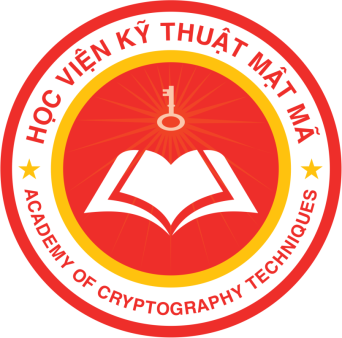 HỌC VIỆN KỸ THUẬT MẬT MÃ
ACADEMY OF CRYPTOGRAPHY TECHNIQUES